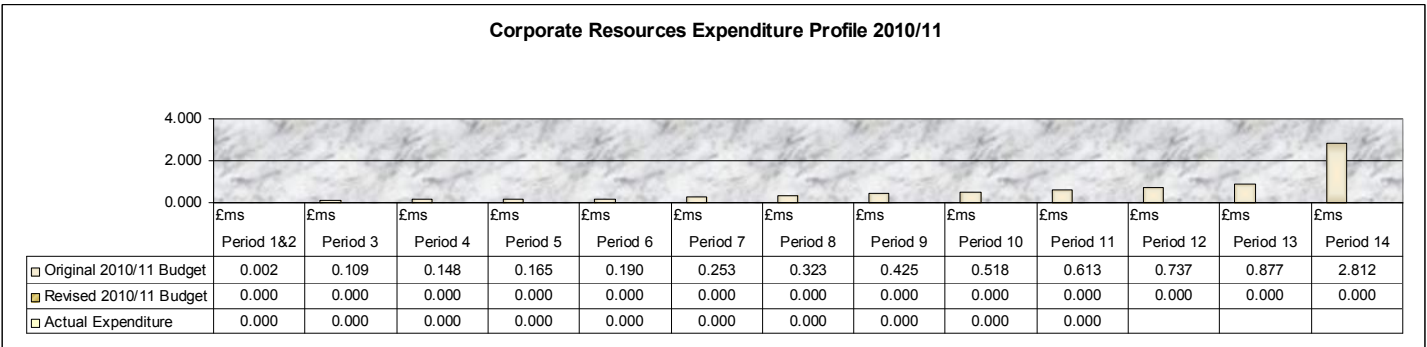 Corporate Resources Expenditure Profile 2010/11
4.000
2.000
0.000
£ms £ms £ms £ms £ms £ms £ms £ms £ms £ms £ms £ms £ms
Period 1&2 Period 3 Period 4 Period 5 Period 6 Period 7 Period 8 Period 9 Period 10 Period 11 Period 12 Period 13 Period 14
Original 2010/11 Budget 0.002 0.109 0.148 0.165 0.190 0.253 0.323 0.425 0.518 0.613 0.737 0.877 2.812
Revised 2010/11 Budget 0.000 0.000 0.000 0.000 0.000 0.000 0.000 0.000 0.000 0.000 0.000 0.000 0.000
Actual Expenditure 0.000 0.000 0.000 0.000 0.000 0.000 0.000 0.000 0.000 0.000